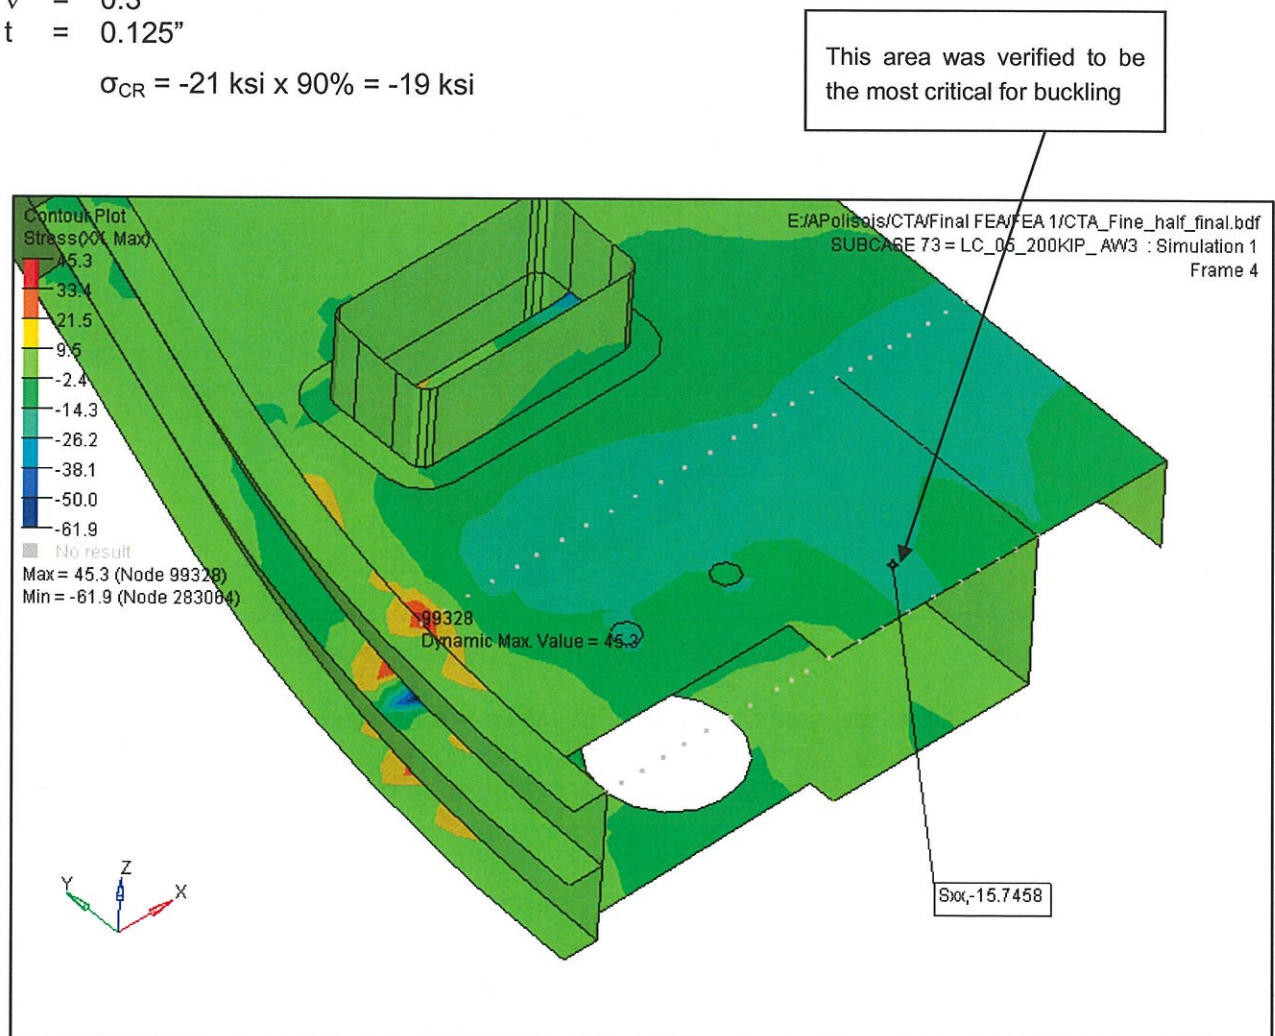 ν = 0.3
t = 0.125”
σCR = -21 ksi x 90% = -19 ksi
This area was verified to be
the most critical for buckling
Contour Plot
Stress(XX, Max)
45.3
33.4
21.5
9.5
-2.4
-14.3
-26.2
-38.1
-50.0
-61.9
No result
Max = 45.3 (Node 99328)
Min = -61.9 (Node 283064)
E:/APolisois/CTA/Final FEA/FEA 1/CTA_Fine_half_final.bdf
SUBCASE 73 = LC_05_200KIP_ AW3 : Simulation 1
Frame 4
99328
Dynamic Max. Value = 45.3
Sxx,-15.7458
Y
Z
X